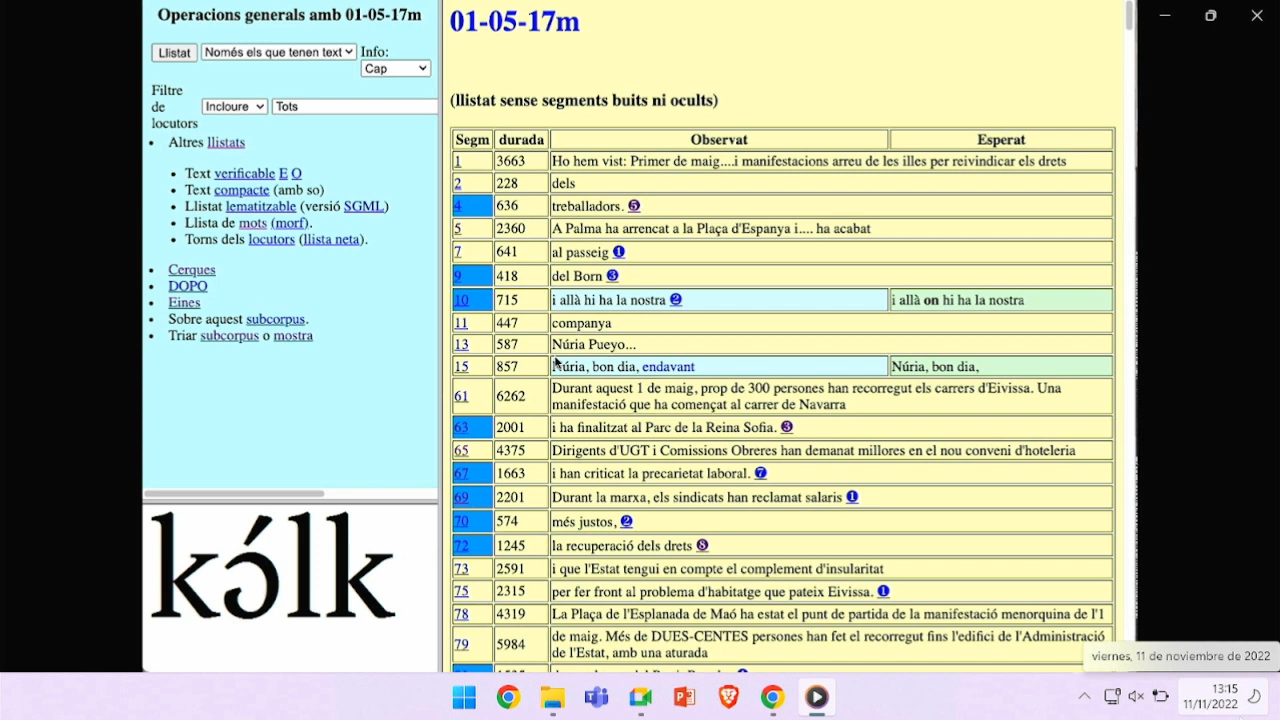 Operacions generals amb 01-05-17m
Llistat Només els que tenen text Info:
Cap
Filtre
de Incloure Tots
locutors
• Altres llistats
• Text verificable E O
• Text compacte (amb so)
• Llistat lematitzable (versió SGML)
• Llista de mots (morf).
• Torns dels locutors (llista neta).
• Cerques
• DOPO
• Eines
• Sobre aquest subcorpus.
• Triar subcorpus o mostra
kɔ́lk
01-05-17m
(llistat sense segments buits ni ocults)
Segm durada Observat Esperat
1 3663 Ho hem vist: Primer de maig....i manifestacions arreu de les illes per reivindicar els drets
2 228 dels
4 636 treballadors. ❺
5 2360 A Palma ha arrencat a la Plaça d'Espanya i.... ha acabat
7 641 al passeig ❶
9 418 del Born ❸
10 715 i allà hi ha la nostra ❷ i allà on hi ha la nostra
11 447 companya
13 587 Núria Pueyo...
15 857 Núria, bon dia, endavant Núria, bon dia,
61 6262 Durant aquest 1 de maig, prop de 300 persones han recorregut els carrers d'Eivissa. Una
manifestació que ha començat al carrer de Navarra
63 2001 i ha finalitzat al Parc de la Reina Sofia. ❸
65 4375 Dirigents d'UGT i Comissions Obreres han demanat millores en el nou conveni d'hoteleria
67 1663 i han criticat la precarietat laboral. ❼
69 2201 Durant la marxa, els sindicats han reclamat salaris ❶
70 574 més justos, ❷
72 1245 la recuperació dels drets ❽
73 2591 i que l'Estat tengui en compte el complement d'insularitat
75 2315 per fer front al problema d'habitatge que pateix Eivissa. ❶
78 4319 La Plaça de l'Esplanada de Maó ha estat el punt de partida de la manifestació menorquina de l'1
79 5984 de maig. Més de DUES-CENTES persones han fet el recorregut fins l'edifici de l'Administració
de l'Estat, amb una aturada
viernes, 11 de noviembre de 2022
13:15
11/11/2022